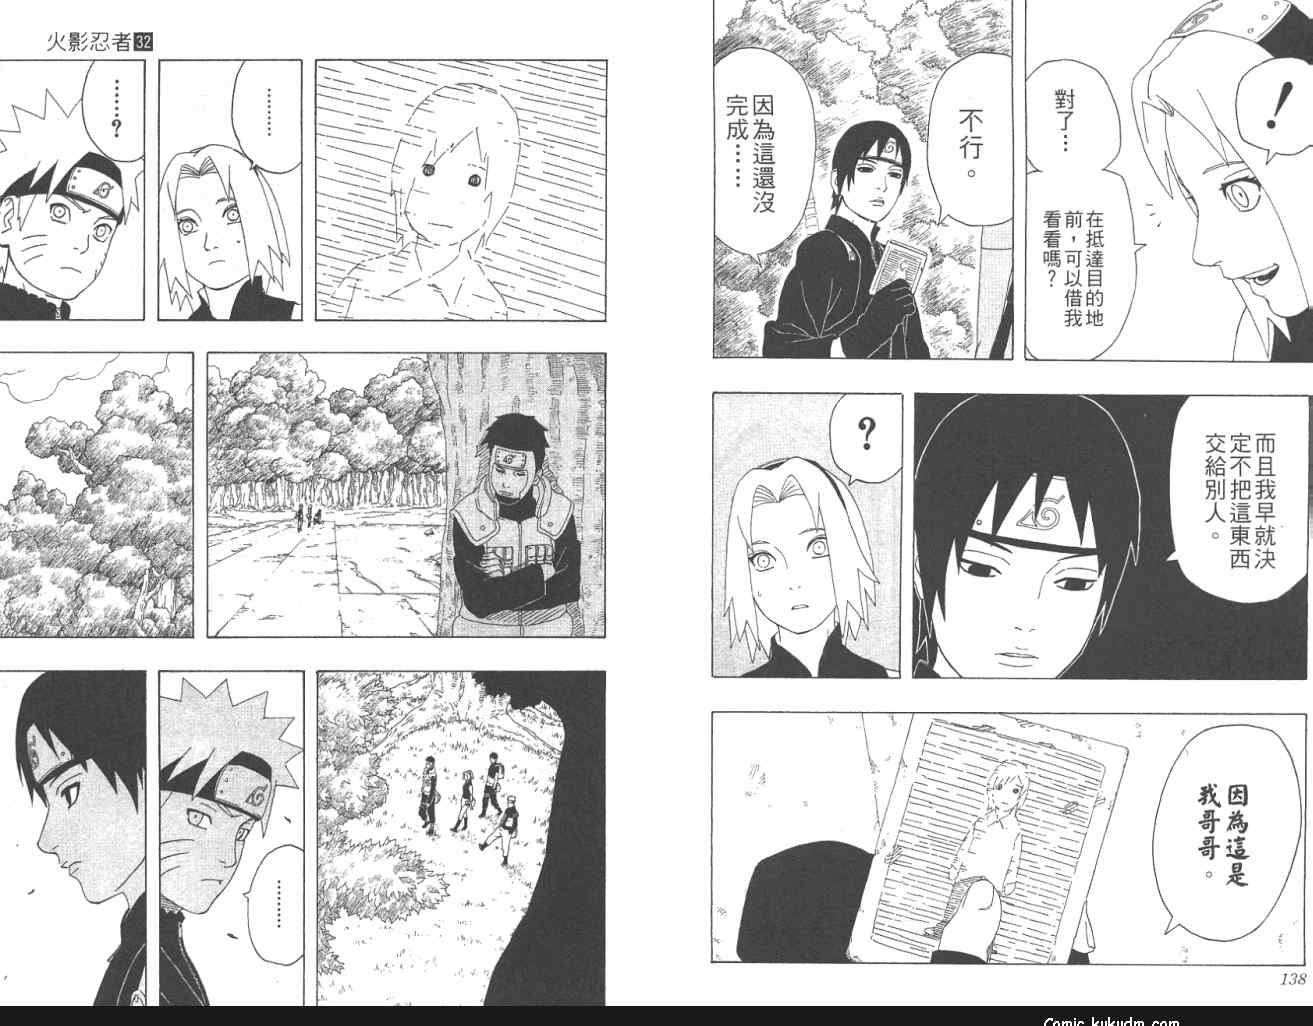 ！
對了…
在抵達目的地
前，可以借我
看看嗎？
不行。
因為這還沒
完成……
而且我早就決
定不把這東西
交給別人。
？
因為這是
我哥哥。
138
火影忍者32
………
………？
………
Comic.kukudm.com